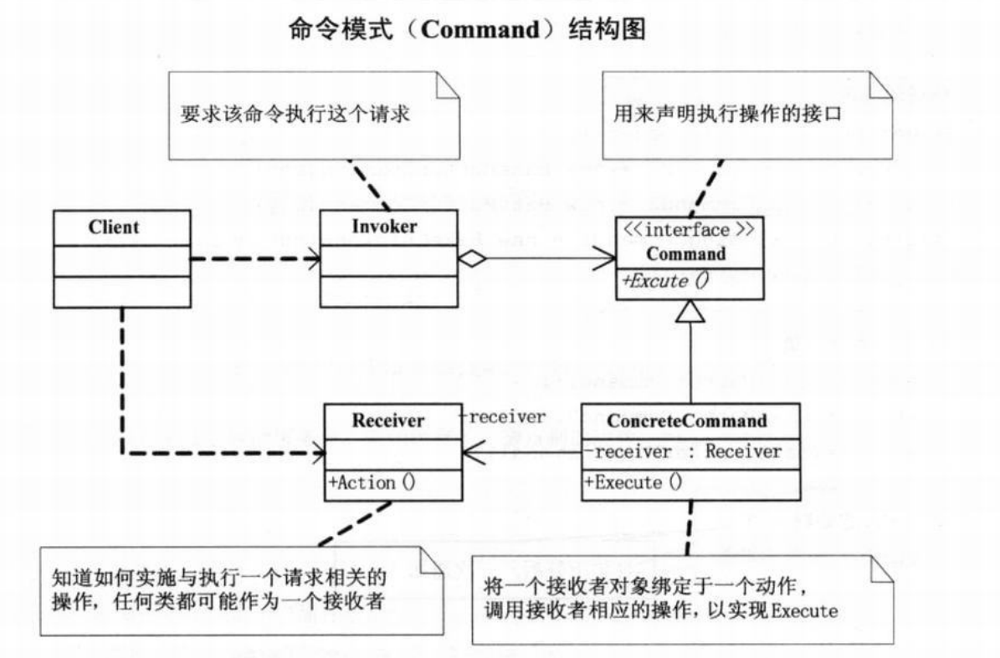 命令模式（Command）结构图
要求该命令执行这个请求
用来声明执行操作的接口
Client
Invoker
<<interface>>
Command
+Excute()
Receiver
+Action()
-receiver
ConcreteCommand
-receiver : Receiver
+Execute()
知道如何实施与执行一个请求相关的
操作，任何类都可能作为一个接收者
将一个接收者对象绑定于一个动作，
调用接收者相应的操作，以实现Execute